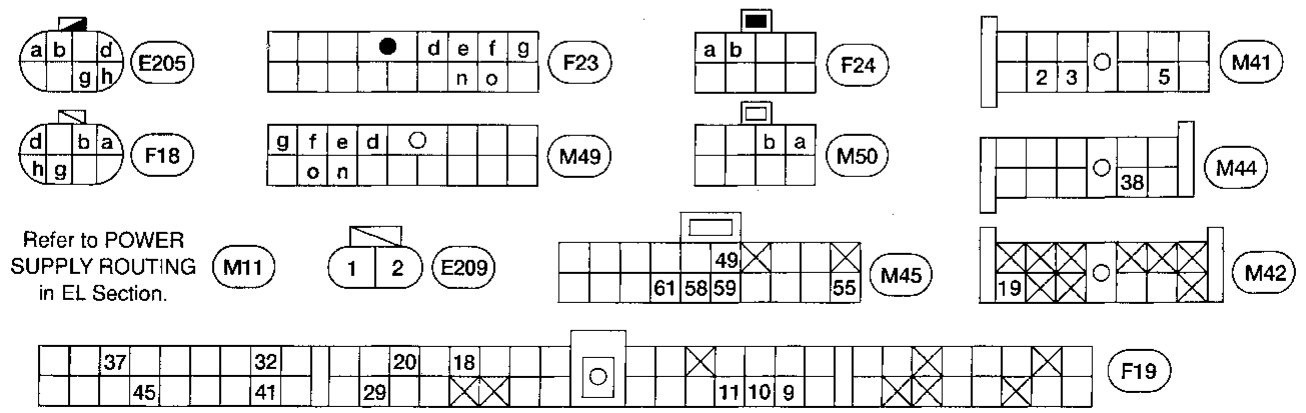 a b d
g h
E205
d e f g
n o
F23
a b
F24
2 3 5
M41
d b a
h g
F18
g f e d
o n
M49
b a
M50
38
M44
Refer to POWER
SUPPLY ROUTING
in EL Section.
M11
1 2
E209
49
61 58 59 55
M45
19
M42
37 32 20 18
45 41 29 11 10 9
F19